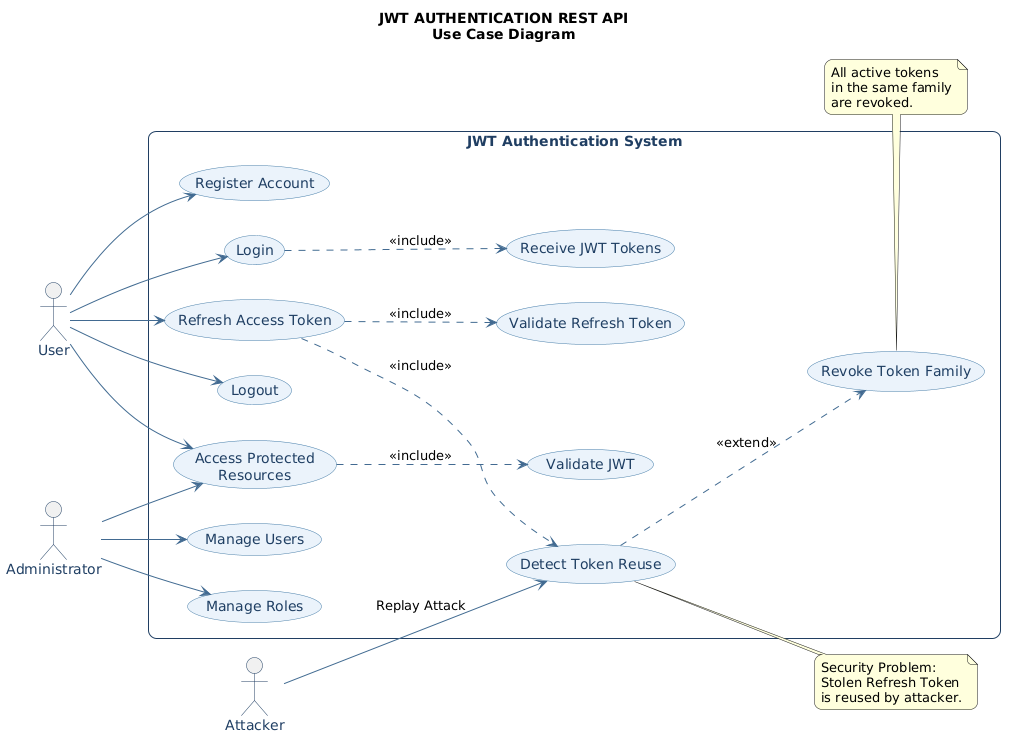 JWT AUTHENTICATION REST API
Use Case Diagram
All active tokens
in the same family
are revoked.
JWT Authentication System
Register Account
Login
«include»
Receive JWT Tokens
User
Refresh Access Token
«include»
Validate Refresh Token
«include»
Logout
Revoke Token Family
«extend»
Access Protected
Resources
«include»
Validate JWT
Administrator
Manage Users
Detect Token Reuse
Manage Roles
Replay Attack
Attacker
Security Problem:
Stolen Refresh Token
is reused by attacker.